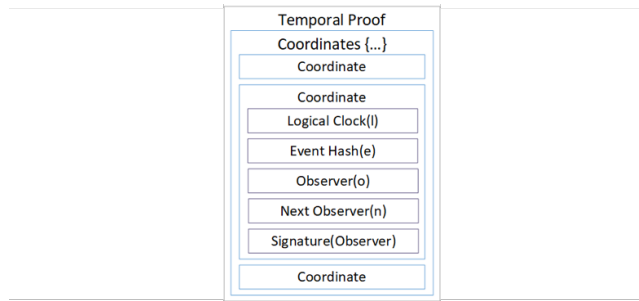 Temporal Proof
Coordinates {...}
Coordinate
Coordinate
Logical Clock(l)
Event Hash(e)
Observer(o)
Next Observer(n)
Signature(Observer)
Coordinate